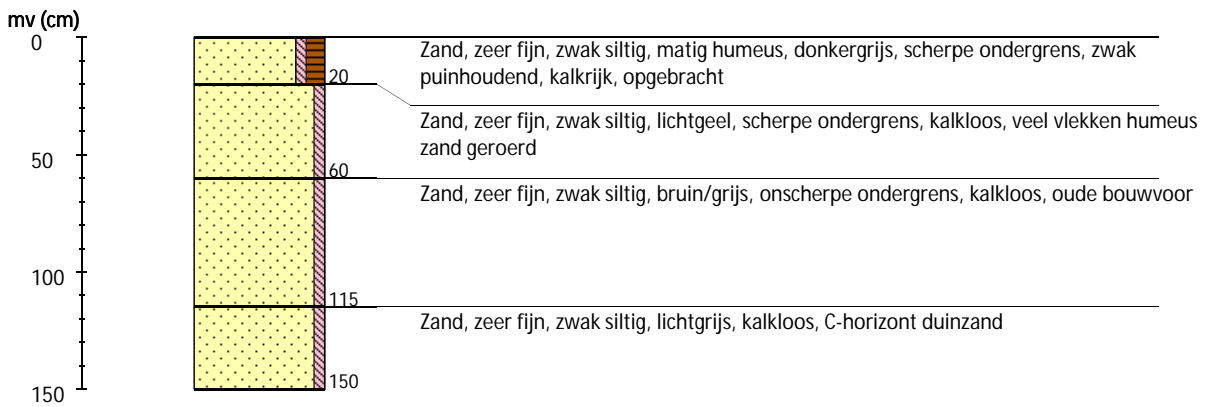 mv (cm)
0
Zand, zeer fijn, zwak siltig, matig humeus, donkergrijs, scherpe ondergrens, zwak
puinhoudend, kalkrijk, opgebracht
20
Zand, zeer fijn, zwak siltig, lichtgeel, scherpe ondergrens, kalkloos, veel vlekken humeus
zand geroerd
50
60
Zand, zeer fijn, zwak siltig, bruin/grijs, onscherpe ondergrens, kalkloos, oude bouwvoor
100
115
Zand, zeer fijn, zwak siltig, lichtgrijs, kalkloos, C-horizont duinzand
150
150